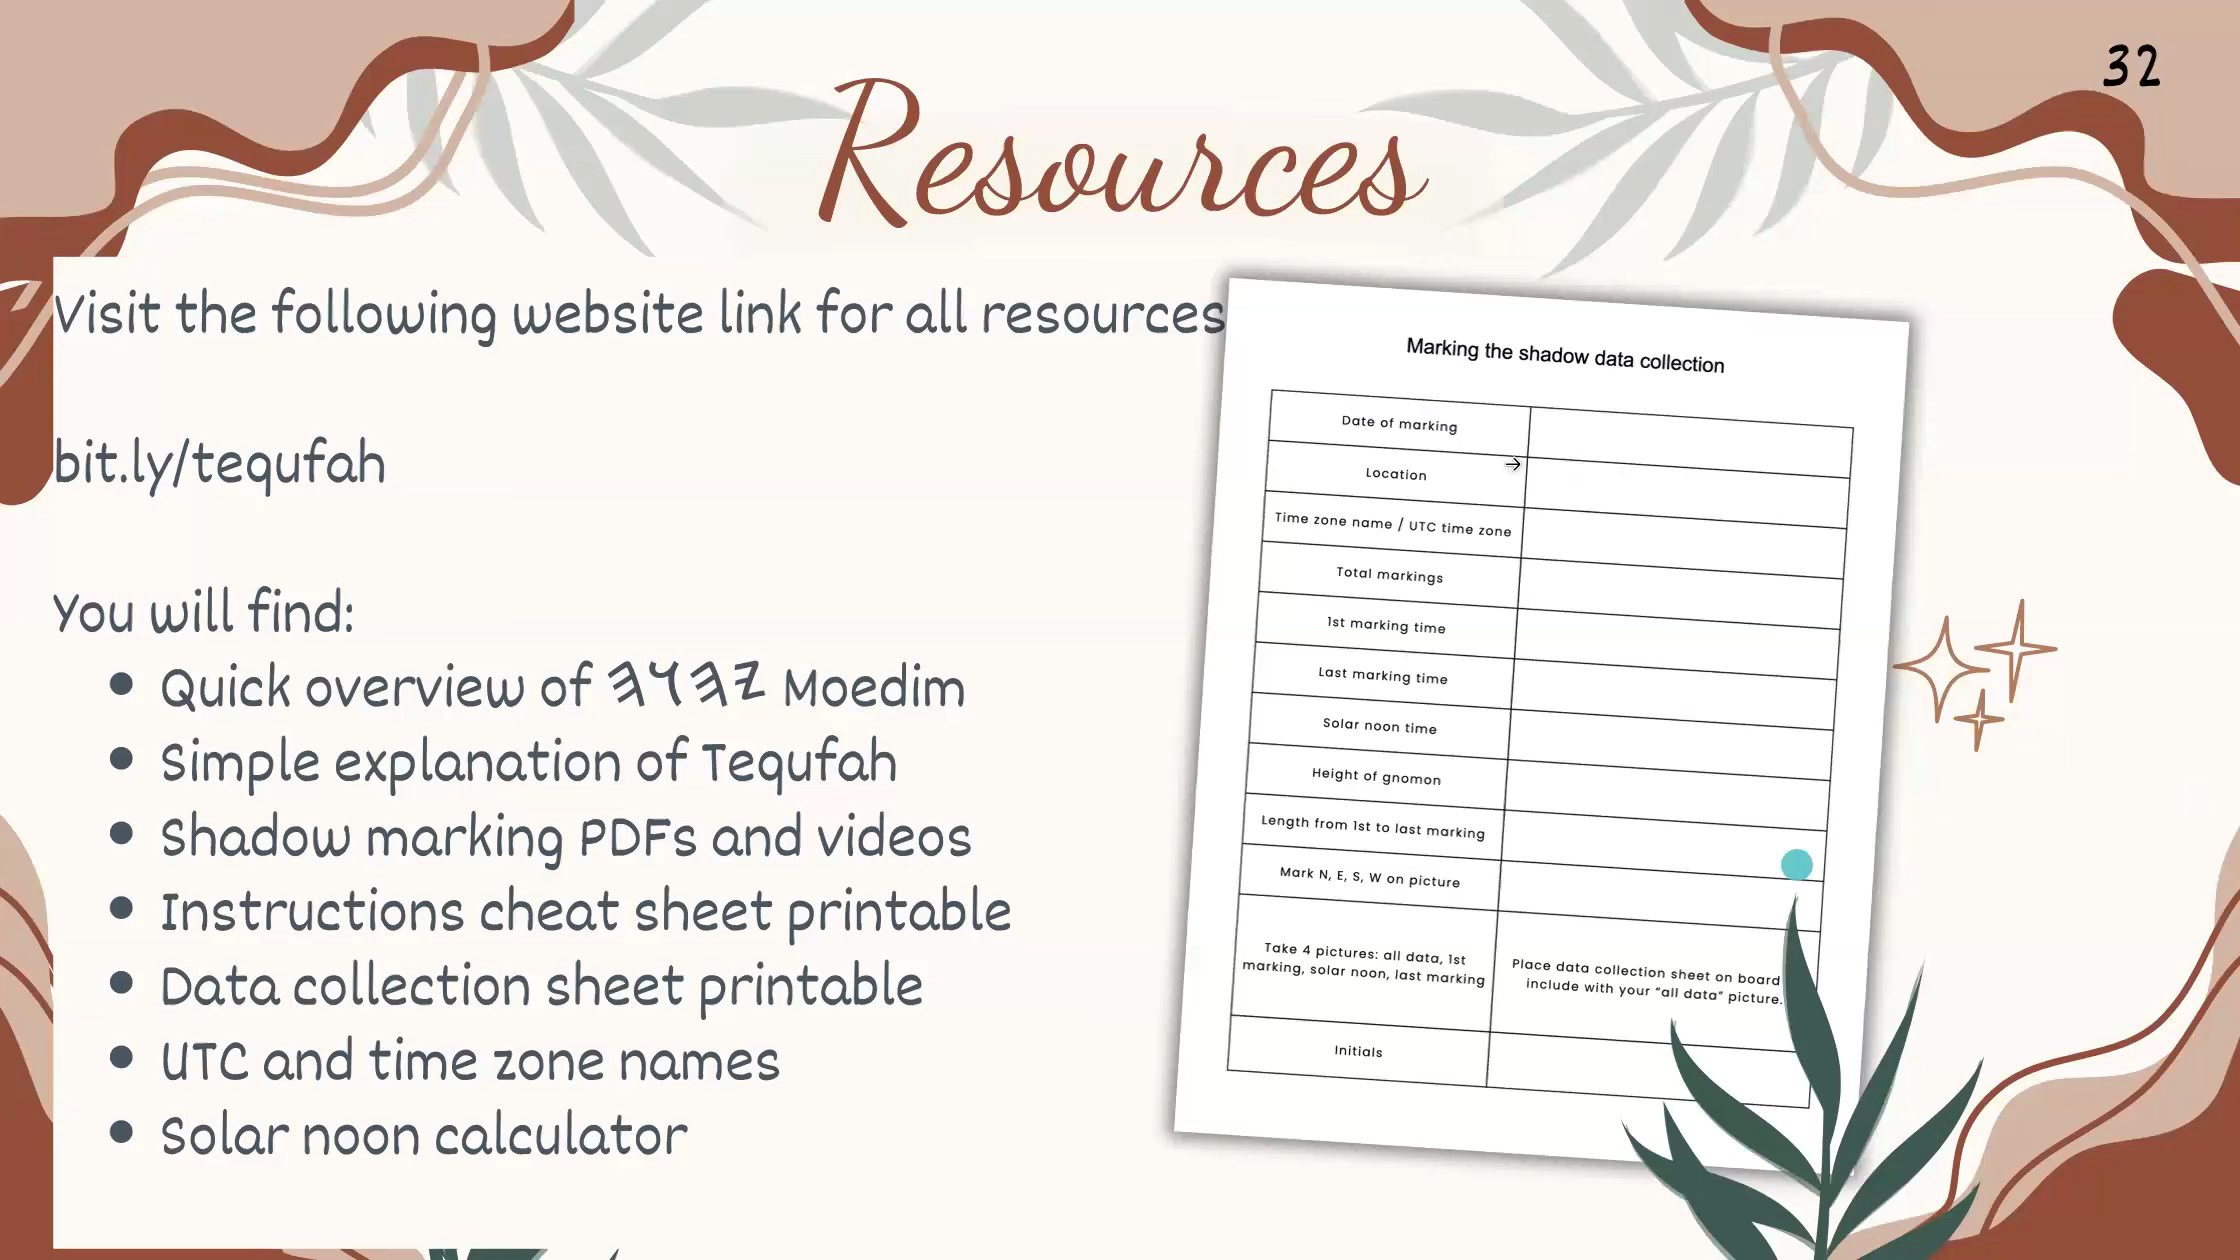 32
Resources
Visit the following website link for all resources
bit.ly/tequfah
You will find:
• Quick overview of 𐤄𐤅𐤄𐤉 Moedim
• Simple explanation of Tequfah
• Shadow marking PDFs and videos
• Instructions cheat sheet printable
• Data collection sheet printable
• UTC and time zone names
• Solar noon calculator
Marking the shadow data collection
Date of marking
Location
Time zone name / UTC time zone
Total markings
1st marking time
Last marking time
Solar noon time
Height of gnomon
Length from 1st to last marking
Mark N, E, S, W on picture
Take 4 pictures: all data, 1st
marking, solar noon, last marking
Place data collection sheet on board
include with your “all data” picture.
Initials